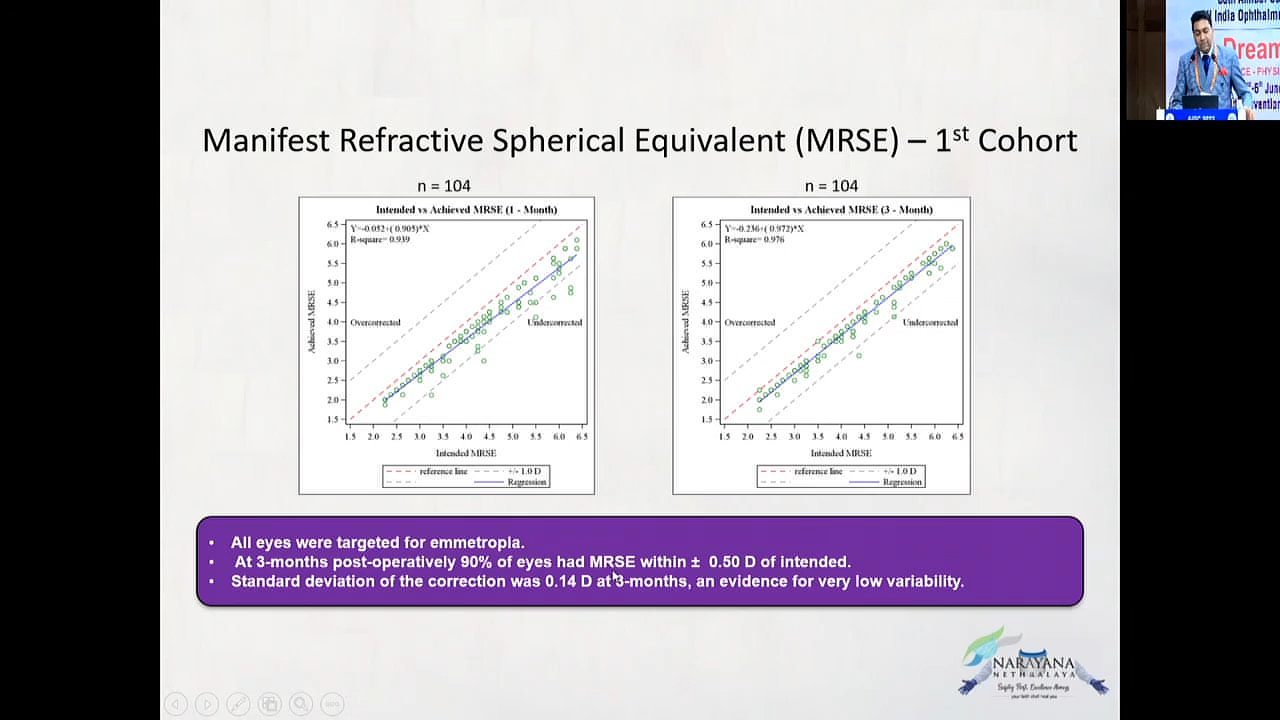 Manifest Refractive Spherical Equivalent (MRSE) – 1st Cohort
n = 104
Intended vs Achieved MRSE (1 - Month)
Y=-0.052+( 0.905)*X
R-square= 0.939
6.5
6.0
5.5
5.0
4.5
4.0
3.5
3.0
2.5
2.0
1.5
Achieved MRSE
Overcorrected
Undercorrected
1.5 2.0 2.5 3.0 3.5 4.0 4.5 5.0 5.5 6.0 6.5
Intended MRSE
reference line +/- 1.0 D
Regression
n = 104
Intended vs Achieved MRSE (3 - Month)
Y=-0.236+( 0.972)*X
R-square= 0.976
6.5
6.0
5.5
5.0
4.5
4.0
3.5
3.0
2.5
2.0
1.5
Achieved MRSE
Overcorrected
Undercorrected
1.5 2.0 2.5 3.0 3.5 4.0 4.5 5.0 5.5 6.0 6.5
Intended MRSE
reference line +/- 1.0 D
Regression
• All eyes were targeted for emmetropia.
• At 3-months post-operatively 90% of eyes had MRSE within ± 0.50 D of intended.
• Standard deviation of the correction was 0.14 D at 3-months, an evidence for very low variability.
NARAYANA
NETHRALAYA
India Ophthalm
Dream